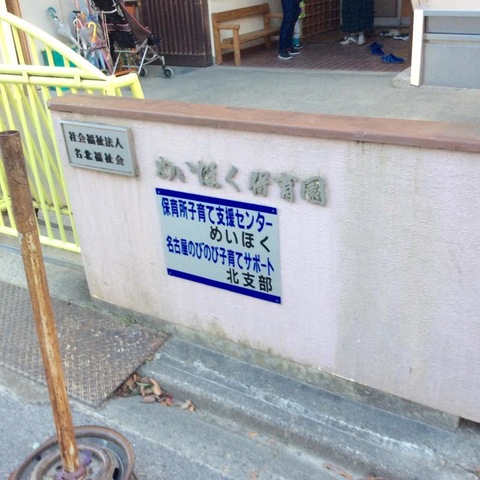 社会福祉法人
名北福祉会
めいほく保育園
保育所子育て支援センター
めいほく
名古屋のびのび子育てサポート
北支部